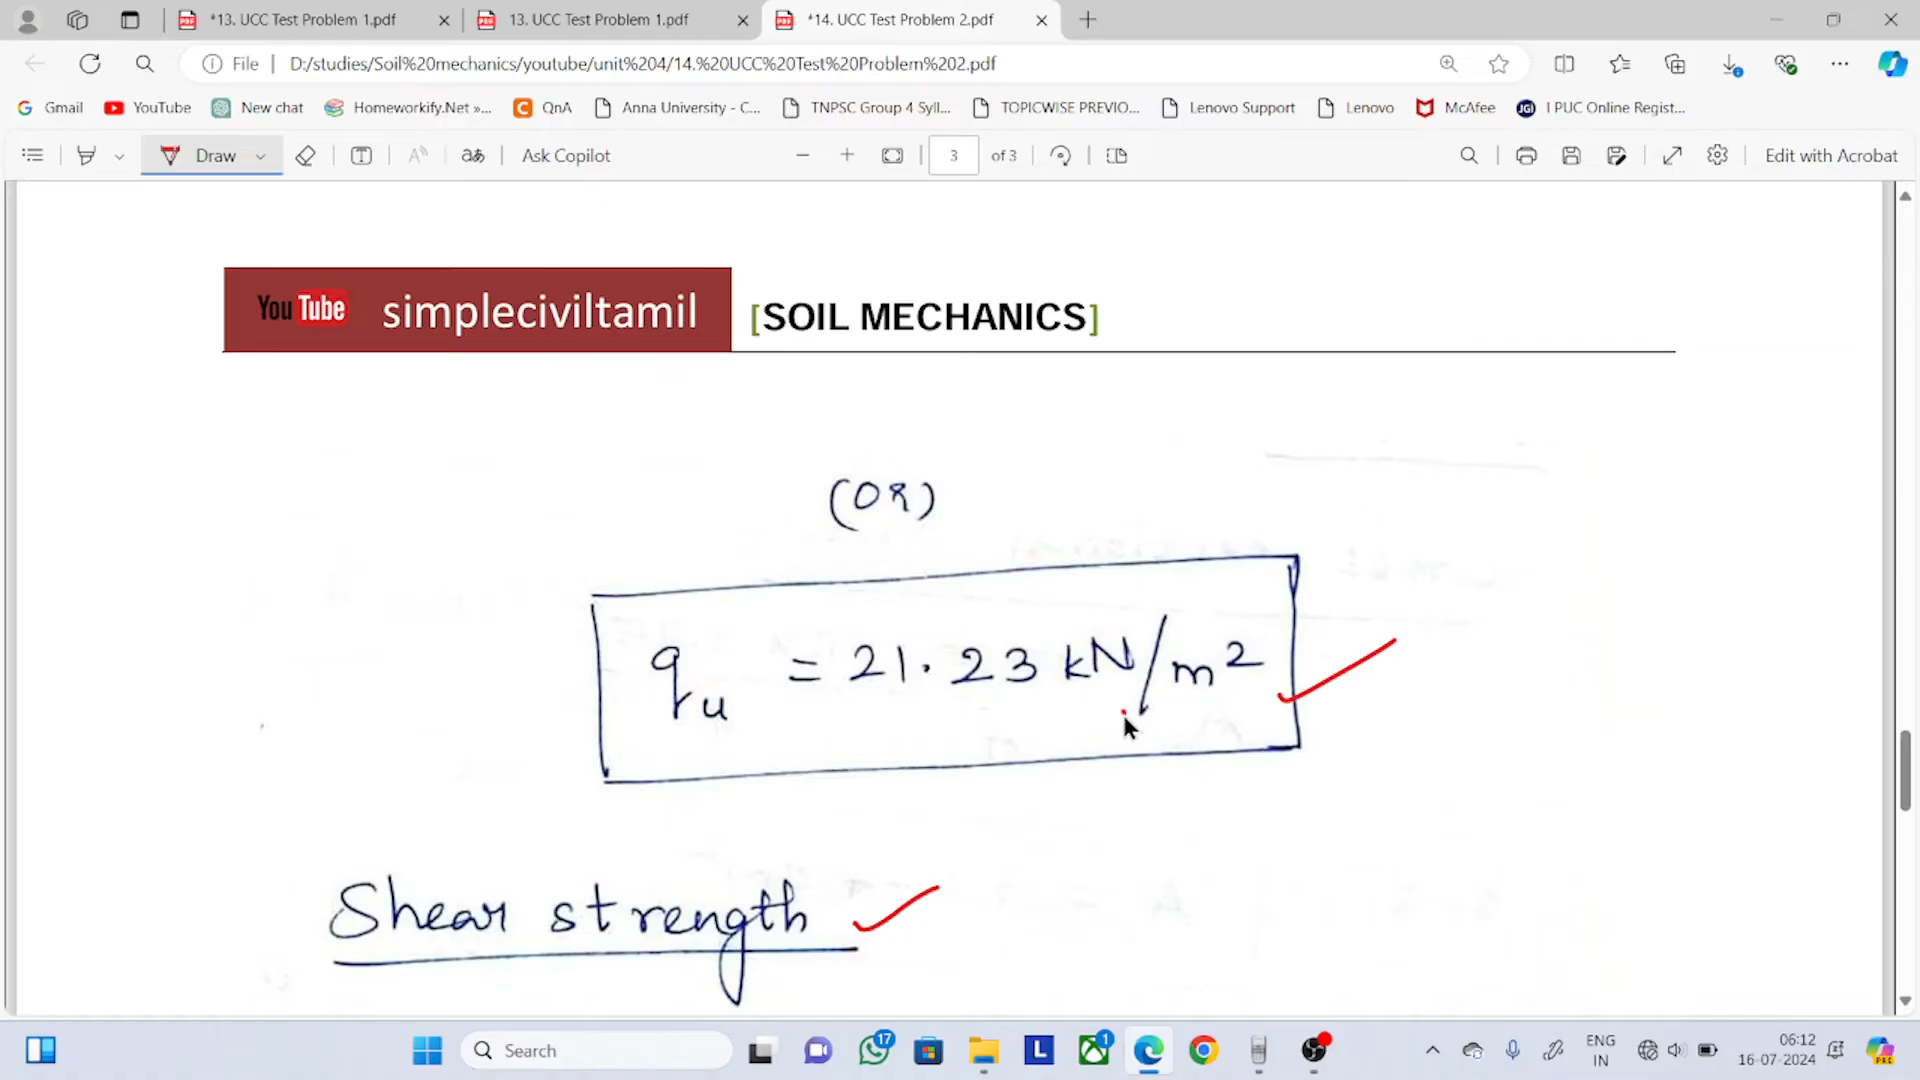 *13. UCC Test Problem 1.pdf
13. UCC Test Problem 1.pdf
*14. UCC Test Problem 2.pdf
File
D:/studies/Soil%20mechanics/youtube/unit%204/14.%20UCC%20Test%20Problem%202.pdf
Gmail
YouTube
New chat
Homeworkify.Net »...
QnA
Anna University - C...
TNPSC Group 4 Syll...
TOPICWISE PREVIO...
Lenovo Support
Lenovo
McAfee
I PUC Online Regist...
Draw
Ask Copilot
3 of 3
Edit with Acrobat
YouTube simpleciviltamil
[SOIL MECHANICS]
(OR)
qu = 21.23 kN/m2
Shear strength
Search
17
1
ENG
IN
06:12
16-07-2024